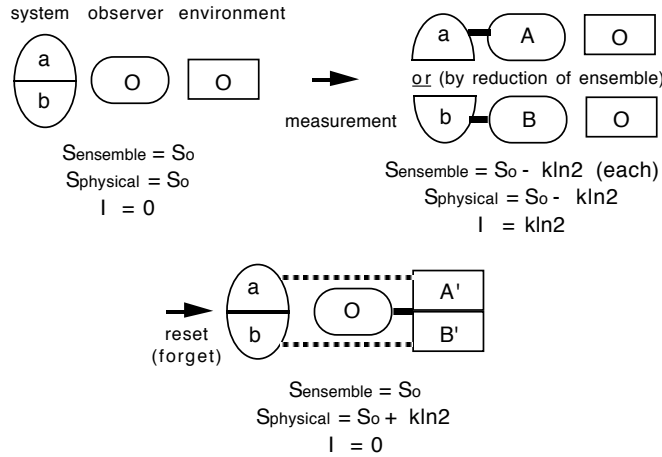 system observer environment
a
b
O
O
a
A
O
or (by reduction of ensemble)
measurement
b
B
O
Sensemble = So
Sphysical = So
I = 0
Sensemble = So - kln2 (each)
Sphysical = So - kln2
I = kln2
a
b
O
A'
B'
reset
(forget)
Sensemble = So
Sphysical = So + kln2
I = 0